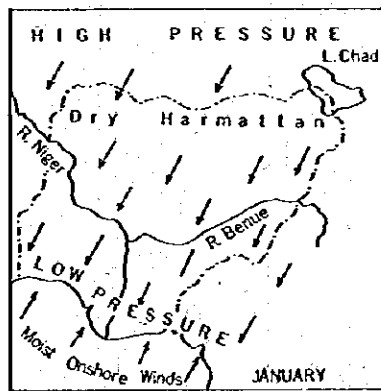 HIGH PRESSURE
L. Chad
Dry Harmattan
R. Niger
R. Benue
LOW PRESSURE
Moist Onshore Winds
JANUARY